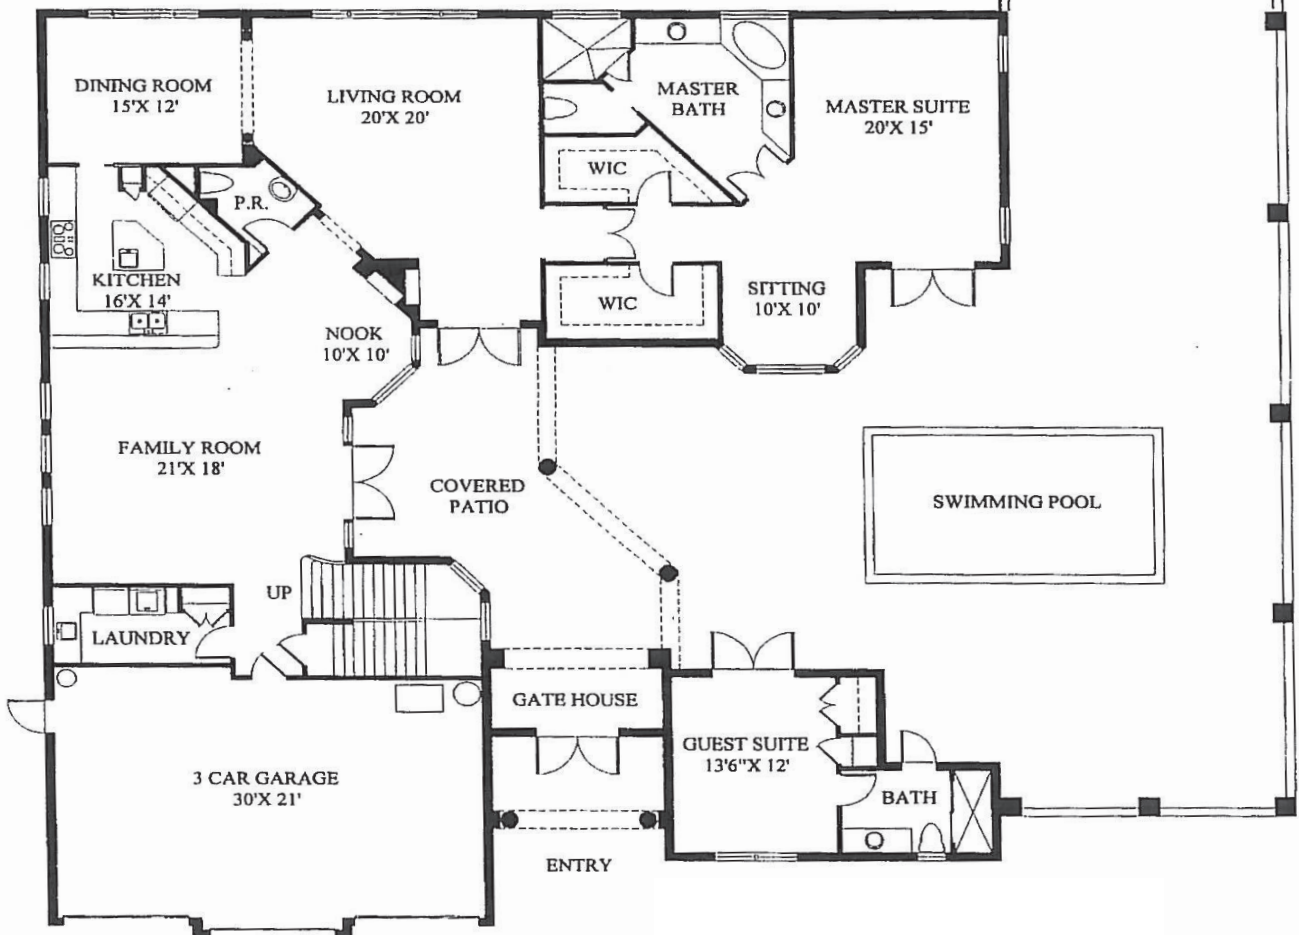 DINING ROOM
15'X 12'
LIVING ROOM
20'X 20'
MASTER
BATH
MASTER SUITE
20'X 15'
WIC
P.R.
KITCHEN
16'X 14'
WIC
SITTING
10'X 10'
NOOK
10'X 10'
FAMILY ROOM
21'X 18'
COVERED
PATIO
SWIMMING POOL
UP
LAUNDRY
GATE HOUSE
GUEST SUITE
13'6"X 12'
3 CAR GARAGE
30'X 21'
BATH
ENTRY